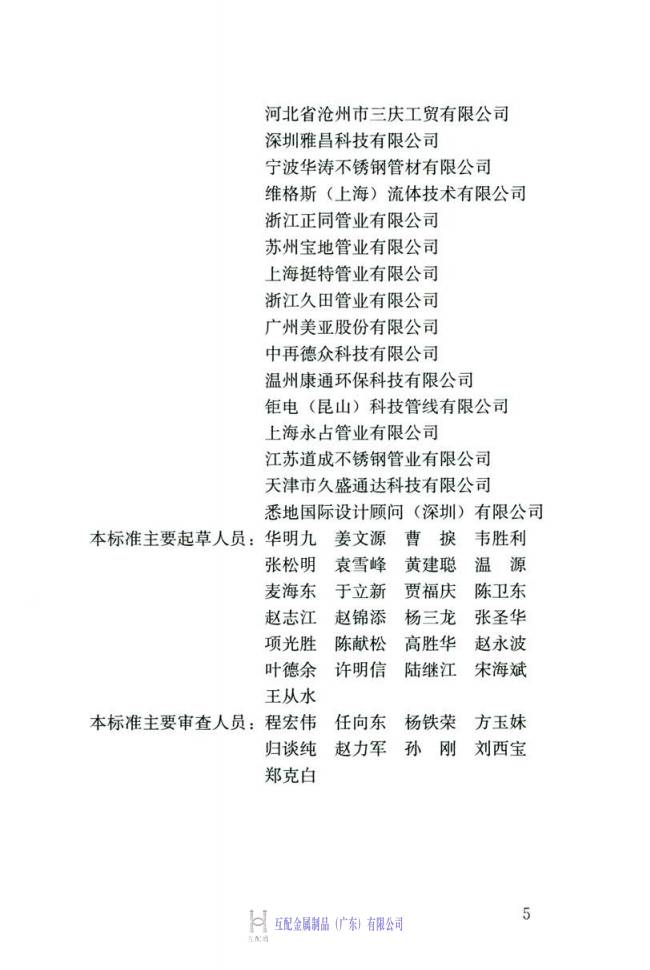 河北省沧州市三庆工贸有限公司
深圳雅昌科技有限公司
宁波华涛不锈钢管材有限公司
维格斯（上海）流体技术有限公司
浙江正同管业有限公司
苏州宝地管业有限公司
上海挺特管业有限公司
浙江久田管业有限公司
广州美亚股份有限公司
中再德众科技有限公司
温州康通环保科技有限公司
钜电（昆山）科技管线有限公司
上海永占管业有限公司
江苏道成不锈钢管业有限公司
天津市久盛通达科技有限公司
悉地国际设计顾问（深圳）有限公司
本标准主要起草人员：华明九 姜文源 曹 捩 韦胜利
张松明 袁雪峰 黄建聪 温 源
麦海东 于立新 贾福庆 陈卫东
赵志江 赵锦添 杨三龙 张圣华
项光胜 陈献松 高胜华 赵永波
叶德余 许明信 陆继江 宋海斌
王从水
本标准主要审查人员：程宏伟 任向东 杨铁荣 方玉妹
归谈纯 赵力军 孙 刚 刘西宝
郑克白
5
互配金属制品（广东）有限公司
互配通